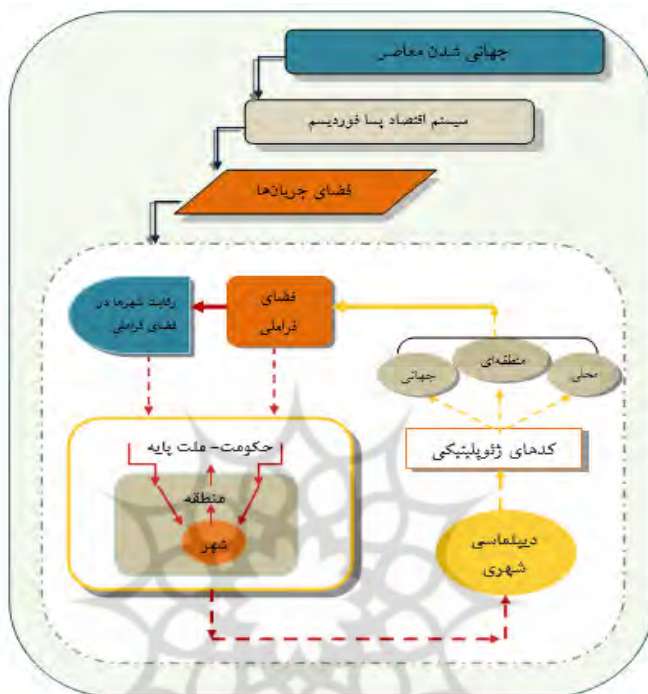 جهانی شدن معاصر
سیستم اقتصاد پسا فوردیسم
فضای جریان‌ها
فضای
فراملی
رقابت شهرها در
فضای فراملی
محلی
منطقه‌ای
جهانی
کدهای ژئوپلیتیکی
دیپلماسی
شهری
حکومت- ملت پایه
منطقه
شهر